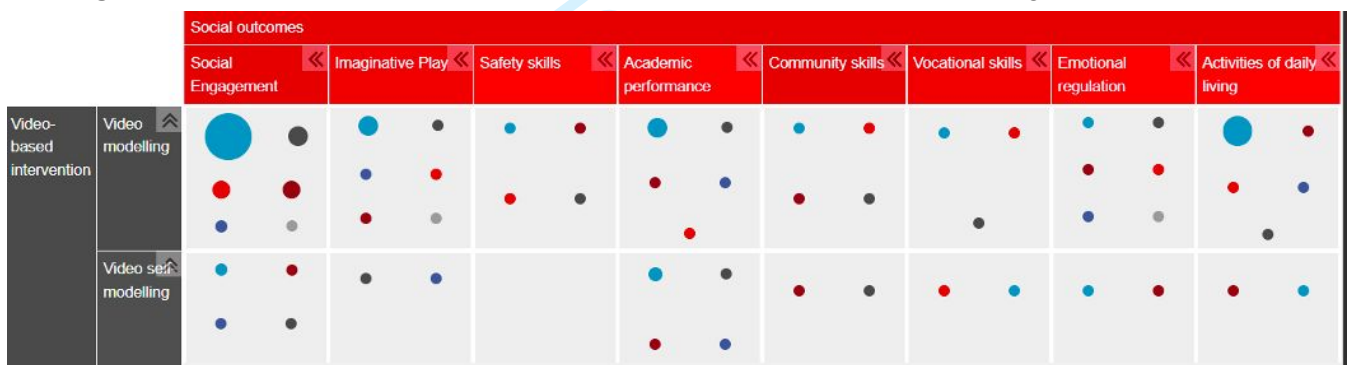 Social outcomes
Social
Engagement
Imaginative Play
Safety skills
Academic
performance
Community skills
Vocational skills
Emotional
regulation
Activities of daily
living
Video-
based
intervention
Video
modelling
Video self
modelling